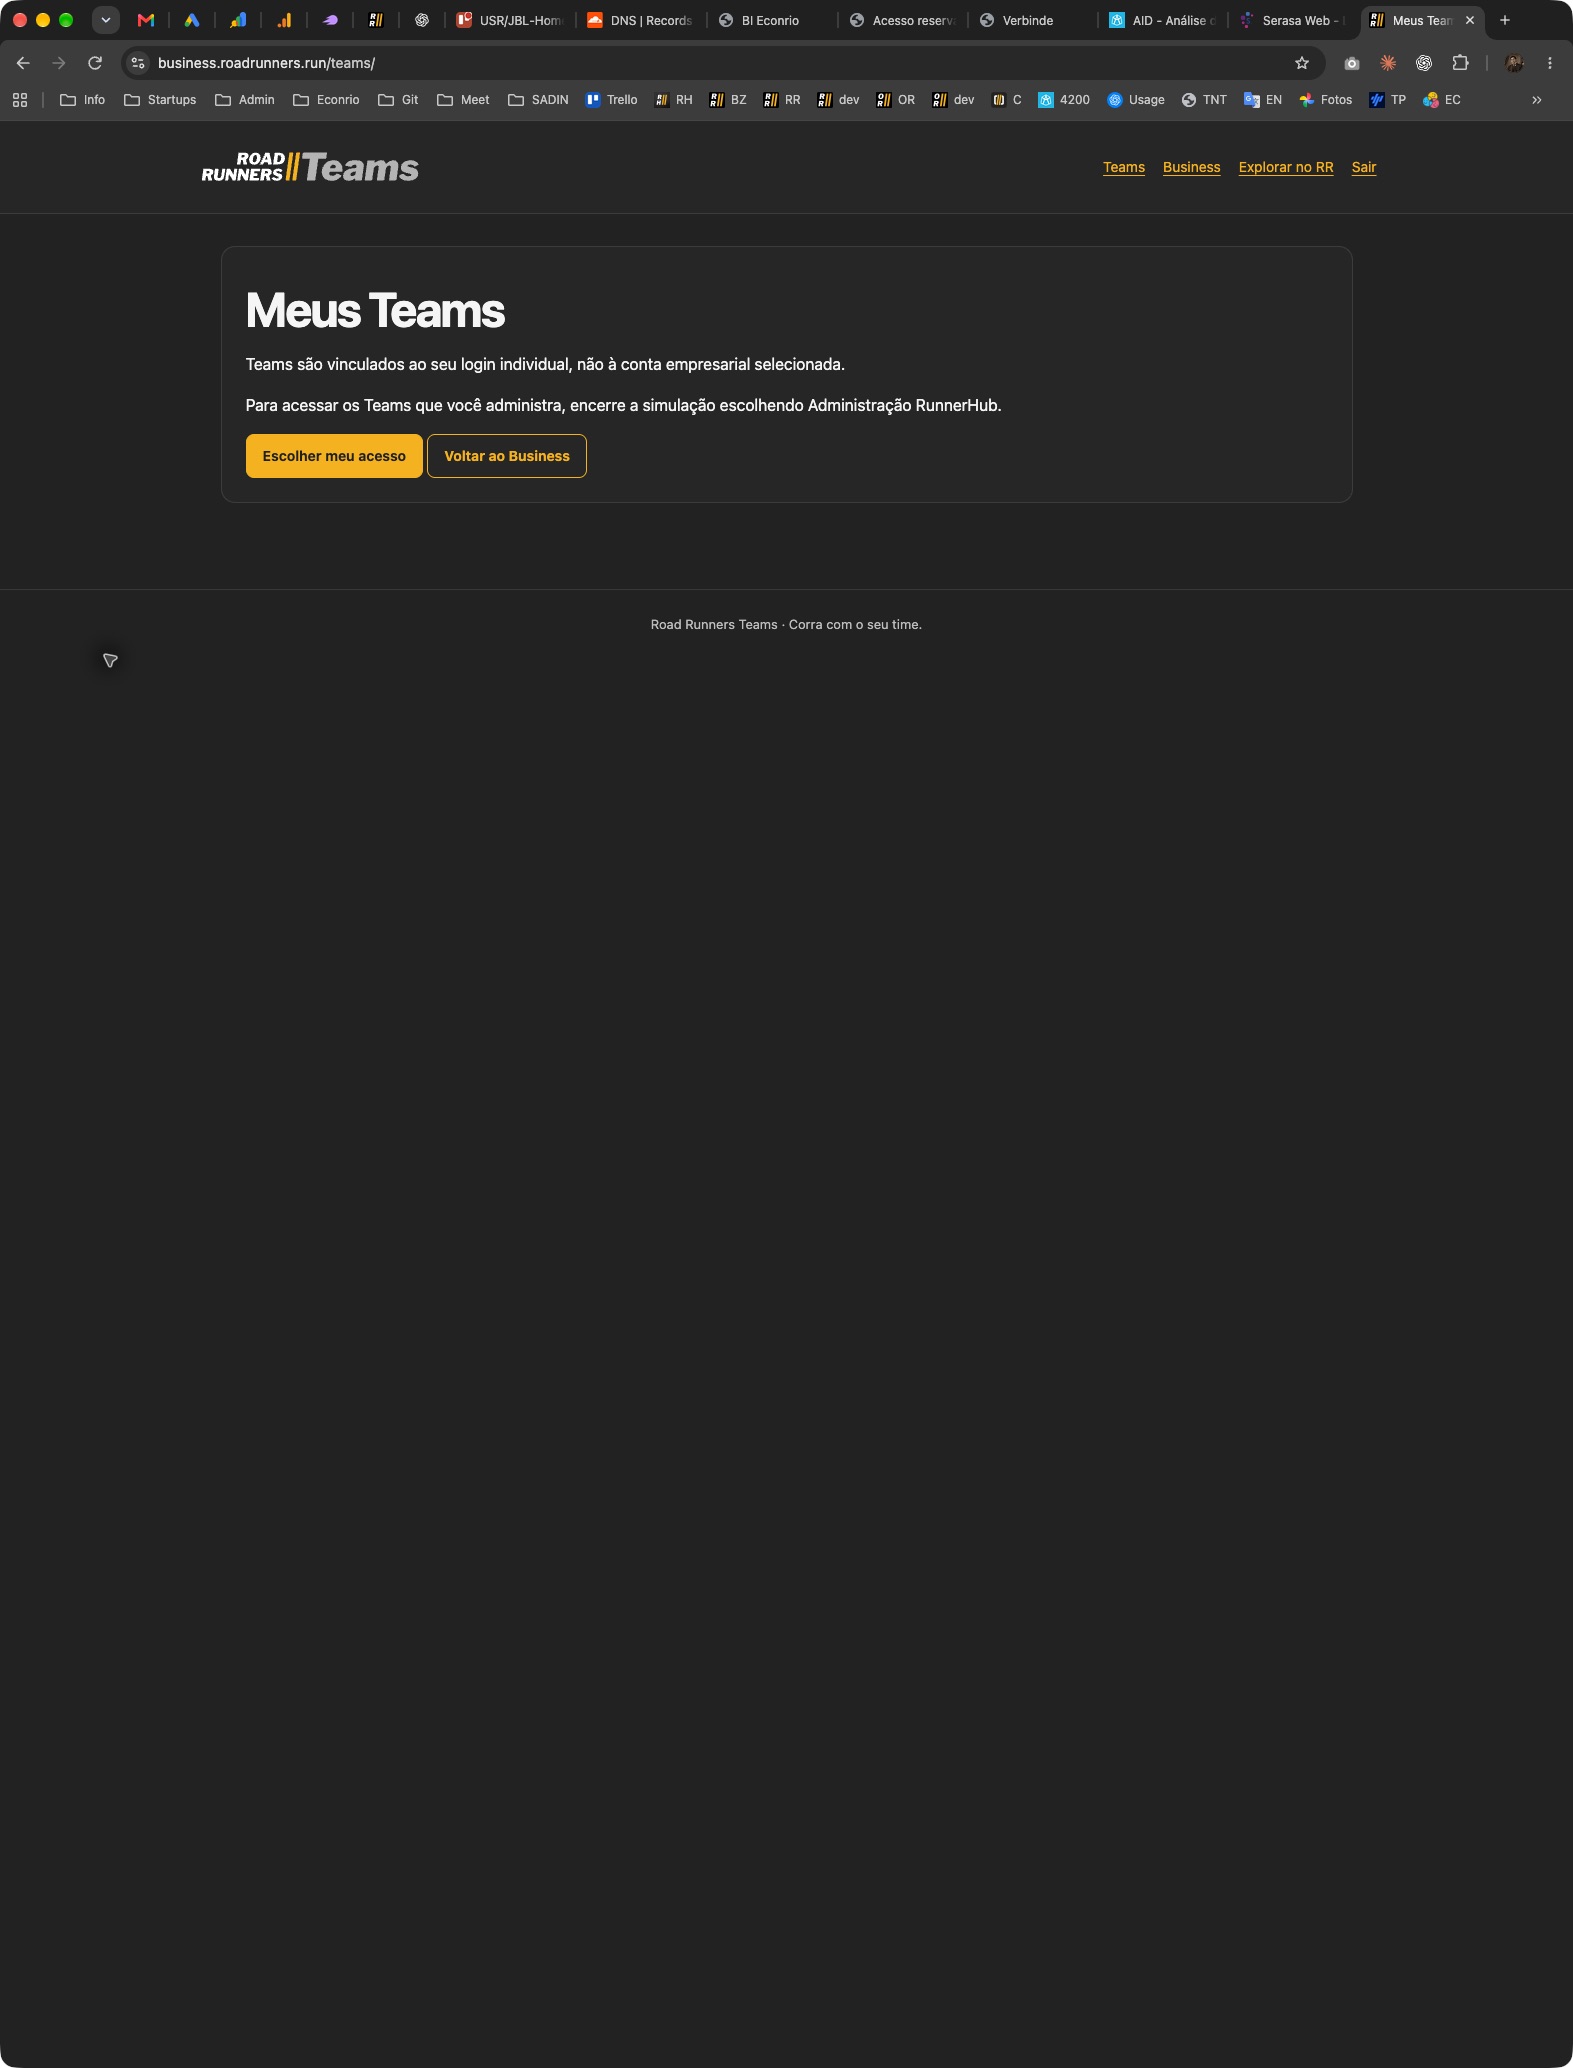 USR/JBL-Hom
DNS | Records
BI Econrio
Acesso reserv
Verbinde
AID - Análise d
Serasa Web -
Meus Team
business.roadrunners.run/teams/
Info
Startups
Admin
Econrio
Git
Meet
SADIN
Trello
RH
BZ
RR
dev
OR
dev
C
4200
Usage
TNT
EN
Fotos
TP
EC
ROAD
RUNNERS
Teams
Teams
Business
Explorar no RR
Sair
Meus Teams
Teams são vinculados ao seu login individual, não à conta empresarial selecionada.
Para acessar os Teams que você administra, encerre a simulação escolhendo Administração RunnerHub.
Escolher meu acesso
Voltar ao Business
Road Runners Teams · Corra com o seu time.